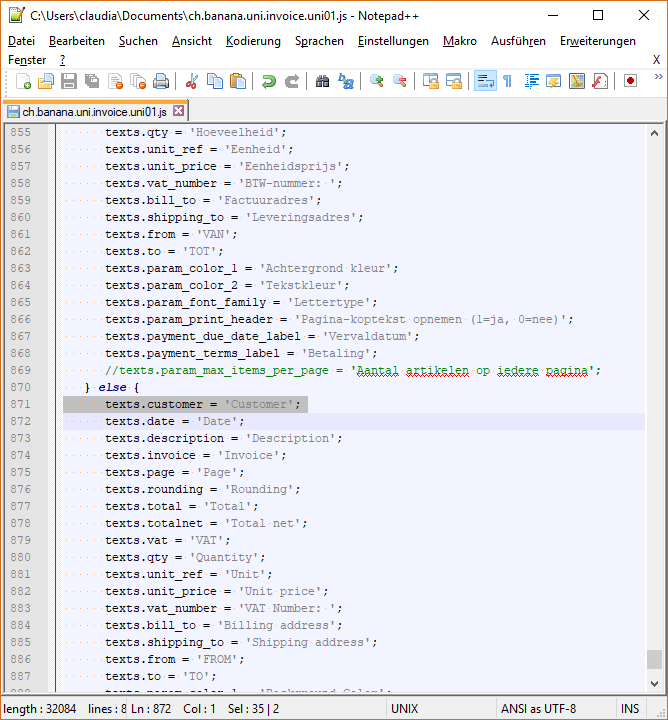 C:\Users\claudia\Documents\ch.banana.uni.invoice.uni01.js - Notepad++
Datei Bearbeiten Suchen Ansicht Kodierung Sprachen Einstellungen Makro Ausführen Erweiterungen
Fenster ? X
ch.banana.uni.invoice.uni01.js
855 texts.qty = 'Hoeveelheid';
856 texts.unit_ref = 'Eenheid';
857 texts.unit_price = 'Eenheidsprijs';
858 texts.vat_number = 'BTW-nummer: ';
859 texts.bill_to = 'Factuuradres';
860 texts.shipping_to = 'Leveringsadres';
861 texts.from = 'VAN';
862 texts.to = 'TOT';
863 texts.param_color_1 = 'Achtergrond kleur';
864 texts.param_color_2 = 'Tekstkleur';
865 texts.param_font_family = 'Lettertype';
866 texts.param_print_header = 'Pagina-koptekst opnemen (1=ja, 0=nee)';
867 texts.payment_due_date_label = 'Vervaldatum';
868 texts.payment_terms_label = 'Betaling';
869 //texts.param_max_items_per_page = 'Aantal artikelen op iedere pagina';
870 } else {
871 texts.customer = 'Customer';
872 texts.date = 'Date';
873 texts.description = 'Description';
874 texts.invoice = 'Invoice';
875 texts.page = 'Page';
876 texts.rounding = 'Rounding';
877 texts.total = 'Total';
878 texts.totalnet = 'Total net';
879 texts.vat = 'VAT';
880 texts.qty = 'Quantity';
881 texts.unit_ref = 'Unit';
882 texts.unit_price = 'Unit price';
883 texts.vat_number = 'VAT Number: ';
884 texts.bill_to = 'Billing address';
885 texts.shipping_to = 'Shipping address';
886 texts.from = 'FROM';
887 texts.to = 'TO';
length : 32084 lines : 8 Ln : 872 Col : 1 Sel : 35 | 2 UNIX ANSI as UTF-8 INS